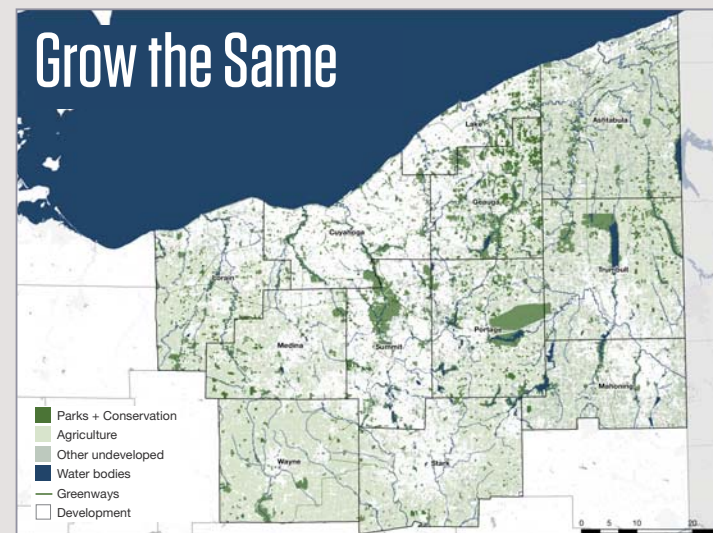 Grow the Same
Lake
Ashtabula
Geauga
Cuyahoga
Lorain
Trumbull
Portage
Medina
Summit
Mahoning
Wayne
Stark
Parks + Conservation
Agriculture
Other undeveloped
Water bodies
Greenways
Development
0 5 10 20